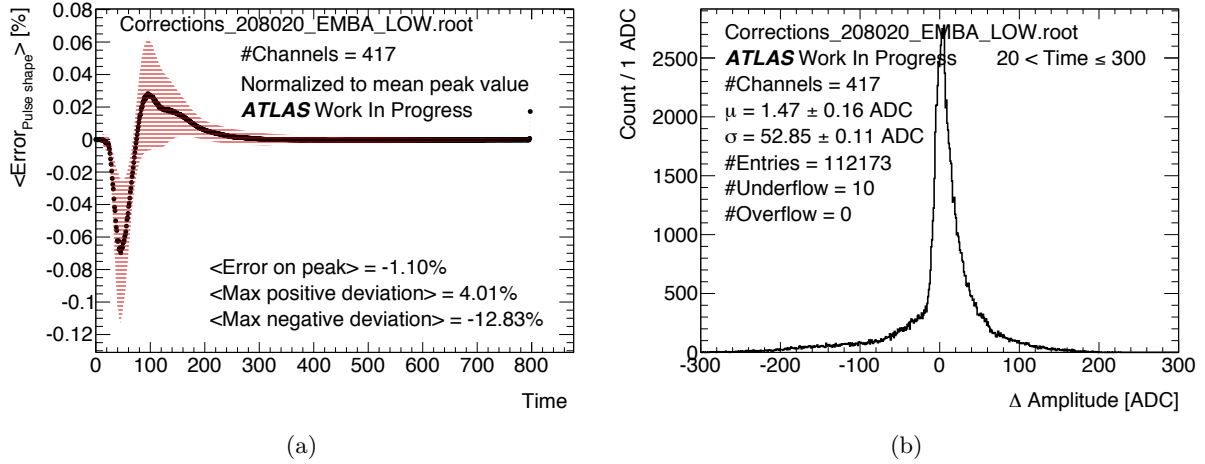 Corrections_208020_EMBA_LOW.root
#Channels = 417
Normalized to mean peak value
ATLAS Work In Progress
<Error on peak> = -1.10%
<Max positive deviation> = 4.01%
<Max negative deviation> = -12.83%
<Error Pulse shape> [%]
0.08
0.06
0.04
0.02
0
-0.02
-0.04
-0.06
-0.08
-0.1
-0.12
0 100 200 300 400 500 600 700 800
Time
(a)
Corrections_208020_EMBA_LOW.root
ATLAS Work In Progress 20 < Time ≤ 300
#Channels = 417
μ = 1.47 ± 0.16 ADC
σ = 52.85 ± 0.11 ADC
#Entries = 112173
#Underflow = 10
#Overflow = 0
Count / 1 ADC
2500
2000
1500
1000
500
0
-300 -200 -100 0 100 200 300
Δ Amplitude [ADC]
(b)